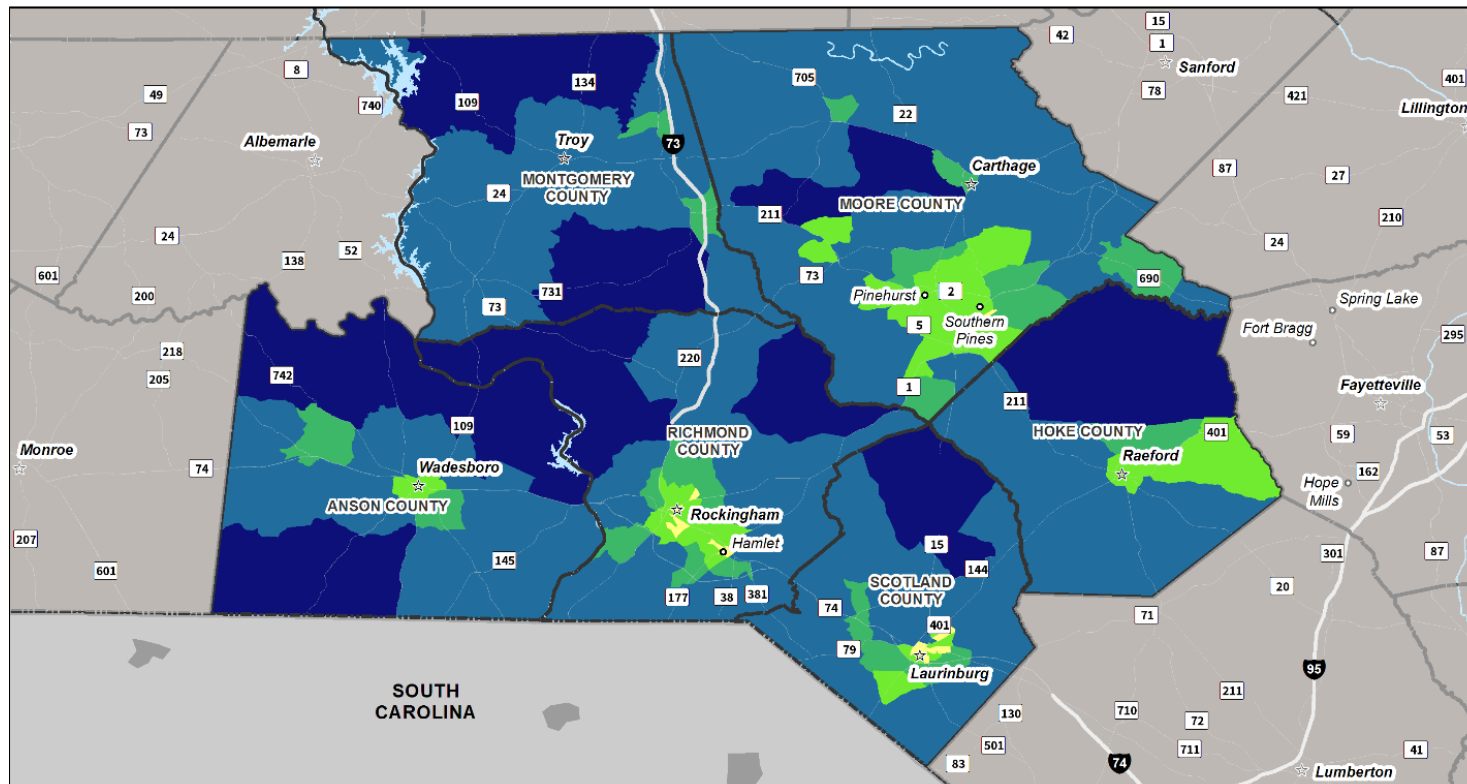 15
42
1
Sanford
8
134
705
78
401
49
740
109
22
421
Lillington
73
73
Albemarle
Troy
Carthage
87
27
MONTGOMERY
COUNTY
24
MOORE COUNTY
211
210
24
52
24
138
73
690
601
200
73
731
Pinehurst
2
Spring Lake
5
Southern
Pines
Fort Bragg
295
218
220
742
205
1
211
Fayetteville
109
RICHMOND
COUNTY
HOKE COUNTY
401
59
53
Monroe
74
Wadesboro
Raeford
162
ANSON COUNTY
Rockingham
Hope
Mills
207
Hamlet
15
301
87
601
145
144
SCOTLAND
COUNTY
20
177
38
381
74
401
71
79
Laurinburg
95
SOUTH
CAROLINA
211
130
710
72
501
711
41
83
74
Lumberton